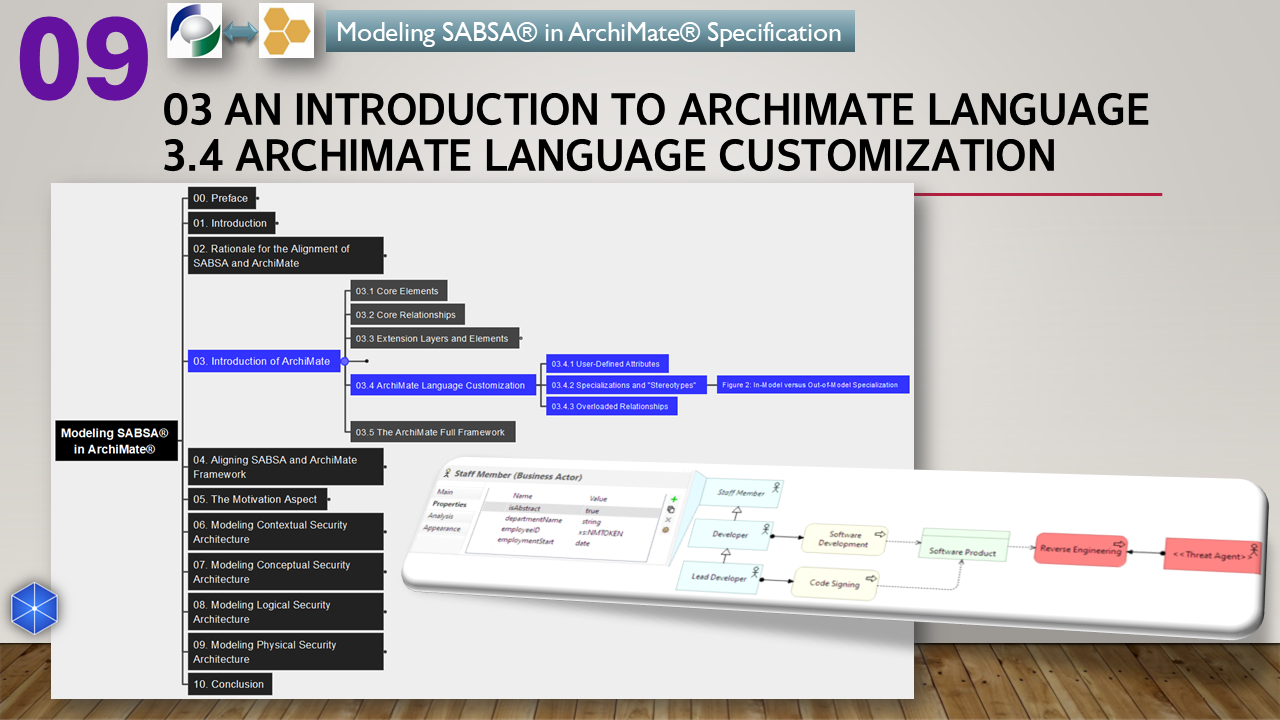 09
Modeling SABSA® in ArchiMate® Specification
03 AN INTRODUCTION TO ARCHIMATE LANGUAGE
3.4 ARCHIMATE LANGUAGE CUSTOMIZATION
00. Preface
01. Introduction
02. Rationale for the Alignment of
SABSA and ArchiMate
03.1 Core Elements
03.2 Core Relationships
03.3 Extension Layers and Elements
03. Introduction of ArchiMate
03.4 ArchiMate Language Customization
03.4.1 User-Defined Attributes
03.4.2 Specializations and "Stereotypes"
Figure 2: In-Model versus Out-of-Model Specialization
03.4.3 Overloaded Relationships
03.5 The ArchiMate Full Framework
Modeling SABSA®
in ArchiMate®
04. Aligning SABSA and ArchiMate
Framework
05. The Motivation Aspect
06. Modeling Contextual Security
Architecture
07. Modeling Conceptual Security
Architecture
08. Modeling Logical Security
Architecture
09. Modeling Physical Security
Architecture
10. Conclusion
Staff Member (Business Actor)
Main
Properties
Analysis
Appearance
Name Value
isAbstract true
departmentName string
employeeID xs:NMTOKEN
employmentStart date
Staff Member
Developer
Lead Developer
Software
Development
Code Signing
Software Product
Reverse Engineering
<<Threat Agent>>